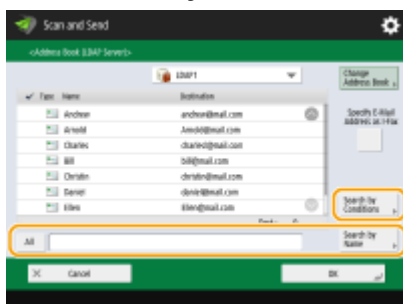 Scan and Send
<Address Book (LDAP Server)>
LDAP1
Change
Address Book
Type Name Destination
Andrew andrew@mail.com
Arnold Arnold@mail.com
Charles charles@mail.com
Bill bill@mail.com
Christin christin@mail.com
Daniel daniel@mail.com
Ellen Ellen@mail.com
Specify E-Mail
Address as I-Fax
Search by
Conditions
All
Search by
Name
Cancel
OK